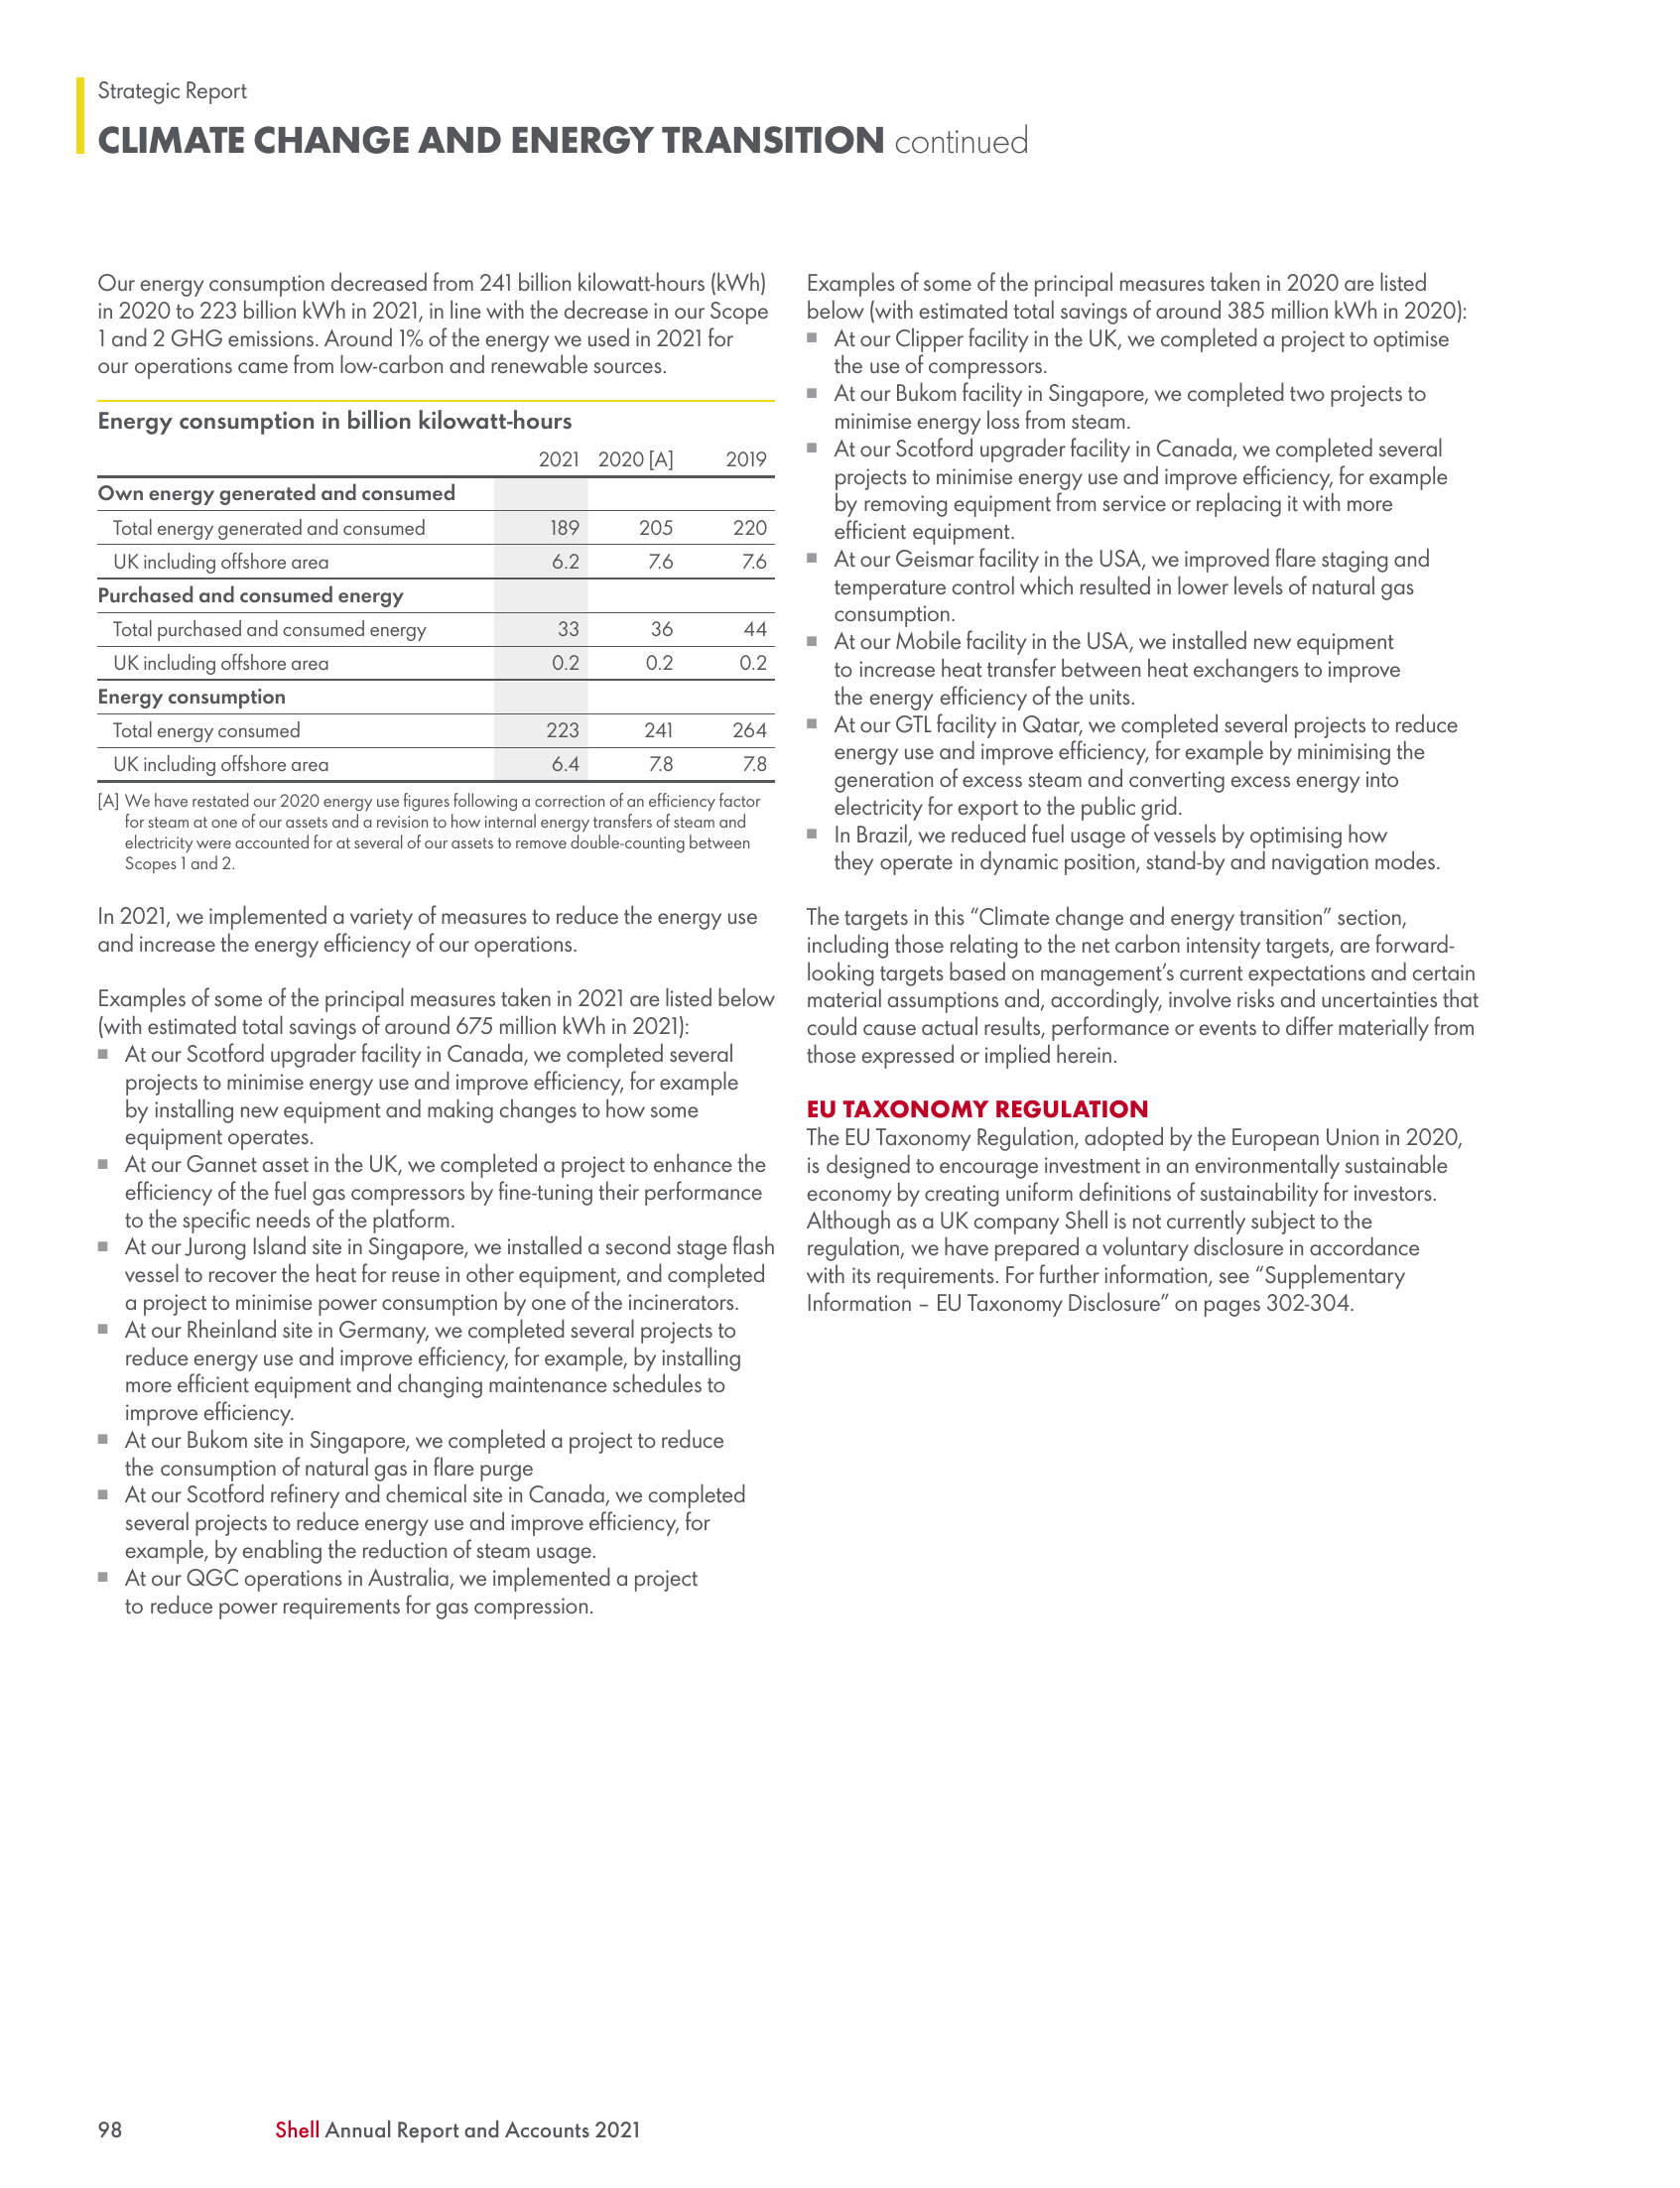 Strategic Report
CLIMATE CHANGE AND ENERGY TRANSITION continued
Our energy consumption decreased from 241 billion kilowatt-hours (kWh)
in 2020 to 223 billion kWh in 2021, in line with the decrease in our Scope
1 and 2 GHG emissions. Around 1% of the energy we used in 2021 for
our operations came from low-carbon and renewable sources.
Energy consumption in billion kilowatt-hours
2021 2020 [A] 2019
Own energy generated and consumed
Total energy generated and consumed 189 205 220
UK including offshore area 6.2 7.6 7.6
Purchased and consumed energy
Total purchased and consumed energy 33 36 44
UK including offshore area 0.2 0.2 0.2
Energy consumption
Total energy consumed 223 241 264
UK including offshore area 6.4 7.8 7.8
[A] We have restated our 2020 energy use figures following a correction of an efficiency factor
for steam at one of our assets and a revision to how internal energy transfers of steam and
electricity were accounted for at several of our assets to remove double-counting between
Scopes 1 and 2.
In 2021, we implemented a variety of measures to reduce the energy use
and increase the energy efficiency of our operations.
Examples of some of the principal measures taken in 2021 are listed below
(with estimated total savings of around 675 million kWh in 2021):
■ At our Scotford upgrader facility in Canada, we completed several
projects to minimise energy use and improve efficiency, for example
by installing new equipment and making changes to how some
equipment operates.
■ At our Gannet asset in the UK, we completed a project to enhance the
efficiency of the fuel gas compressors by fine-tuning their performance
to the specific needs of the platform.
■ At our Jurong Island site in Singapore, we installed a second stage flash
vessel to recover the heat for reuse in other equipment, and completed
a project to minimise power consumption by one of the incinerators.
■ At our Rheinland site in Germany, we completed several projects to
reduce energy use and improve efficiency, for example, by installing
more efficient equipment and changing maintenance schedules to
improve efficiency.
■ At our Bukom site in Singapore, we completed a project to reduce
the consumption of natural gas in flare purge
■ At our Scotford refinery and chemical site in Canada, we completed
several projects to reduce energy use and improve efficiency, for
example, by enabling the reduction of steam usage.
■ At our QGC operations in Australia, we implemented a project
to reduce power requirements for gas compression.
Examples of some of the principal measures taken in 2020 are listed
below (with estimated total savings of around 385 million kWh in 2020):
■ At our Clipper facility in the UK, we completed a project to optimise
the use of compressors.
■ At our Bukom facility in Singapore, we completed two projects to
minimise energy loss from steam.
■ At our Scotford upgrader facility in Canada, we completed several
projects to minimise energy use and improve efficiency, for example
by removing equipment from service or replacing it with more
efficient equipment.
■ At our Geismar facility in the USA, we improved flare staging and
temperature control which resulted in lower levels of natural gas
consumption.
■ At our Mobile facility in the USA, we installed new equipment
to increase heat transfer between heat exchangers to improve
the energy efficiency of the units.
■ At our GTL facility in Qatar, we completed several projects to reduce
energy use and improve efficiency, for example by minimising the
generation of excess steam and converting excess energy into
electricity for export to the public grid.
■ In Brazil, we reduced fuel usage of vessels by optimising how
they operate in dynamic position, stand-by and navigation modes.
The targets in this “Climate change and energy transition” section,
including those relating to the net carbon intensity targets, are forward-
looking targets based on management’s current expectations and certain
material assumptions and, accordingly, involve risks and uncertainties that
could cause actual results, performance or events to differ materially from
those expressed or implied herein.
EU TAXONOMY REGULATION
The EU Taxonomy Regulation, adopted by the European Union in 2020,
is designed to encourage investment in an environmentally sustainable
economy by creating uniform definitions of sustainability for investors.
Although as a UK company Shell is not currently subject to the
regulation, we have prepared a voluntary disclosure in accordance
with its requirements. For further information, see “Supplementary
Information – EU Taxonomy Disclosure” on pages 302-304.
98 Shell Annual Report and Accounts 2021